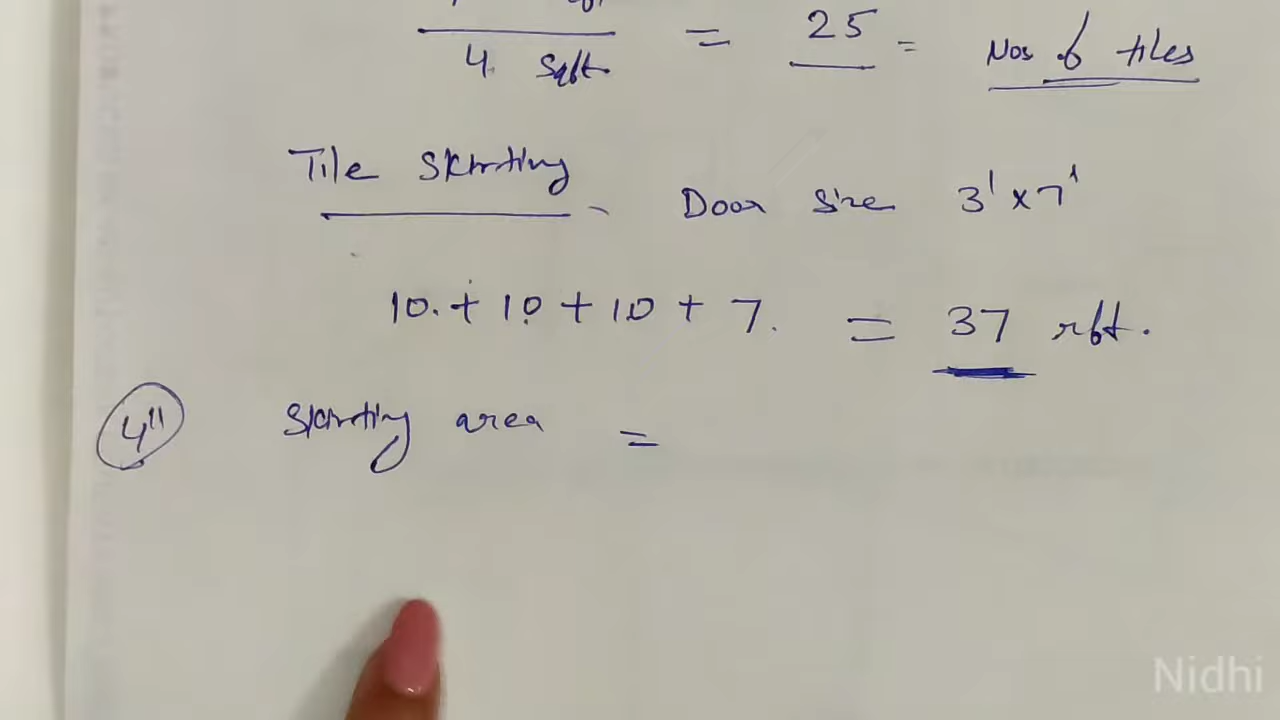 4 Sqft. = 25 = Nos of tiles
Tile Skirting - Door Size 3' x 7'
10 + 10 + 10 + 7 = 37 rft.
4" Skirting area =
Nidhi